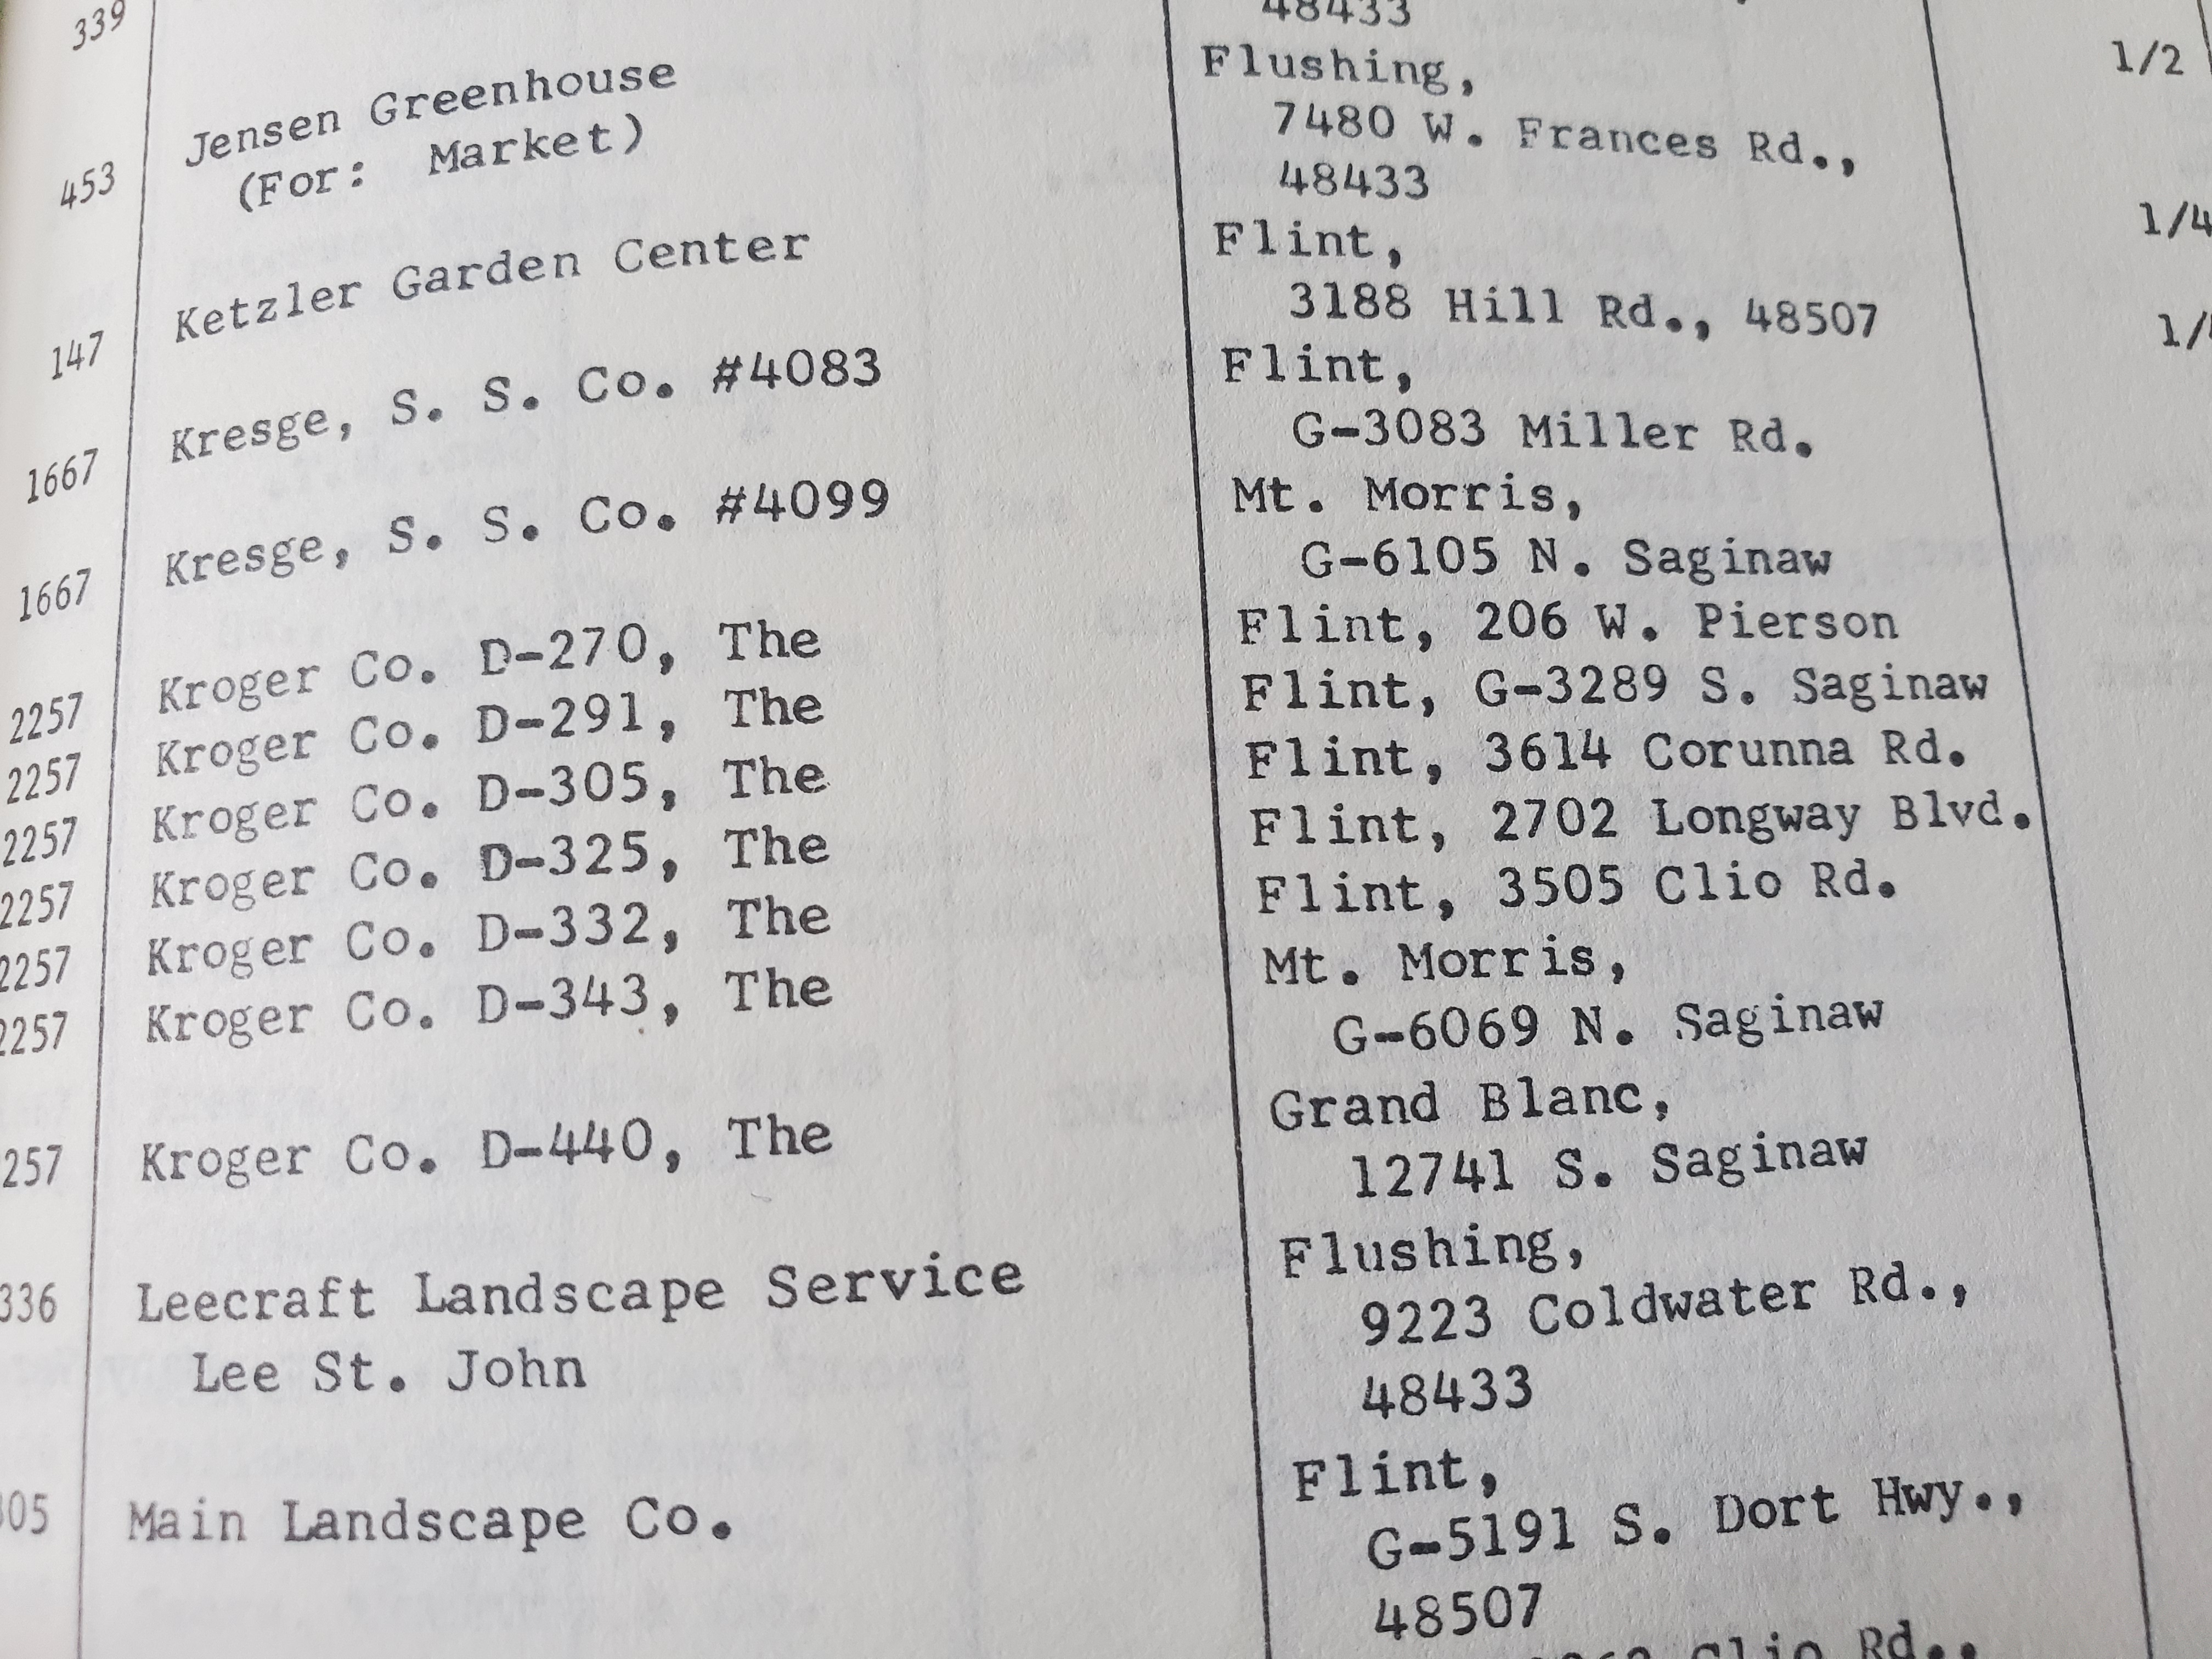 339
48433
Jensen Greenhouse
(For: Market)
453
Flushing,
7480 W. Frances Rd.,
48433
1/2
Ketzler Garden Center
147
Flint,
3188 Hill Rd., 48507
1/4
Kresge, S. S. Co. #4083
1667
Flint,
G-3083 Miller Rd.
1/
Kresge, S. S. Co. #4099
1667
Mt. Morris,
G-6105 N. Saginaw
2257 Kroger Co. D-270, The Flint, 206 W. Pierson
2257 Kroger Co. D-291, The Flint, G-3289 S. Saginaw
2257 Kroger Co. D-305, The Flint, 3614 Corunna Rd.
2257 Kroger Co. D-325, The Flint, 2702 Longway Blvd.
2257 Kroger Co. D-332, The Flint, 3505 Clio Rd.
2257 Kroger Co. D-343, The Mt. Morris,
G-6069 N. Saginaw
257 Kroger Co. D-440, The Grand Blanc,
12741 S. Saginaw
336 Leecraft Landscape Service Flushing,
Lee St. John 9223 Coldwater Rd.,
48433
05 Main Landscape Co. Flint,
G-5191 S. Dort Hwy.,
48507
Clio Rd.,